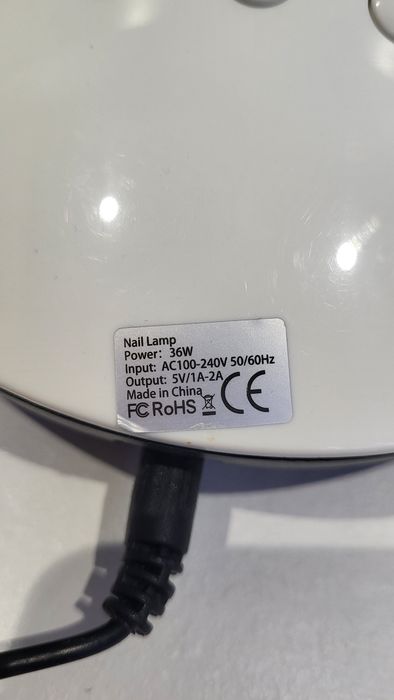 Nail Lamp
Power: 36W
Input: AC100-240V 50/60Hz
Output: 5V/1A-2A
Made in China
FC RoHS CE